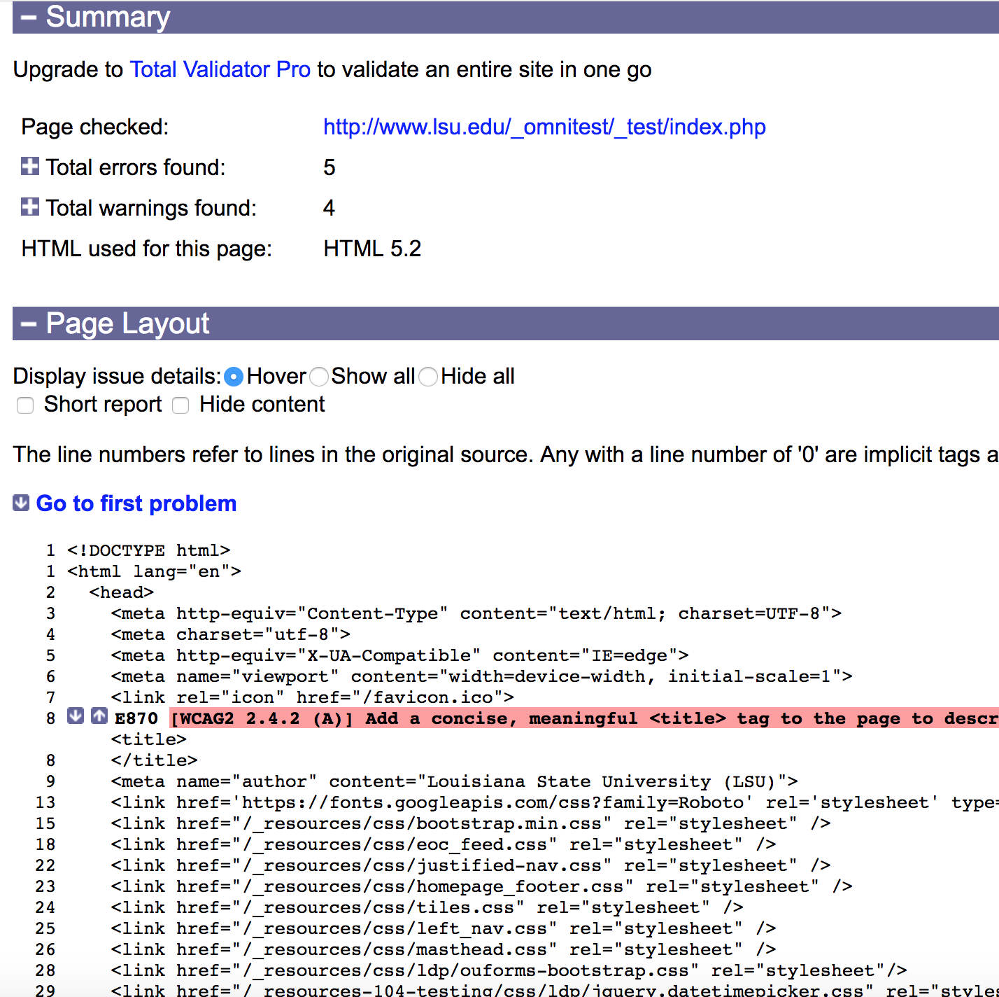 Summary
Upgrade to Total Validator Pro to validate an entire site in one go
Page checked: http://www.lsu.edu/_omnitest/_test/index.php
Total errors found: 5
Total warnings found: 4
HTML used for this page: HTML 5.2
Page Layout
Display issue details: Hover Show all Hide all
Short report Hide content
The line numbers refer to lines in the original source. Any with a line number of '0' are implicit tags a
Go to first problem
1 <!DOCTYPE html>
1 <html lang="en">
2 <head>
3 <meta http-equiv="Content-Type" content="text/html; charset=UTF-8">
4 <meta charset="utf-8">
5 <meta http-equiv="X-UA-Compatible" content="IE=edge">
6 <meta name="viewport" content="width=device-width, initial-scale=1">
7 <link rel="icon" href="/favicon.ico">
8 E870 [WCAG2 2.4.2 (A)] Add a concise, meaningful <title> tag to the page to descr
<title>
8 </title>
9 <meta name="author" content="Louisiana State University (LSU)">
13 <link href='https://fonts.googleapis.com/css?family=Roboto' rel='stylesheet' type=
15 <link href="/_resources/css/bootstrap.min.css" rel="stylesheet" />
18 <link href="/_resources/css/eoc_feed.css" rel="stylesheet" />
22 <link href="/_resources/css/justified-nav.css" rel="stylesheet" />
23 <link href="/_resources/css/homepage_footer.css" rel="stylesheet" />
24 <link href="/_resources/css/tiles.css" rel="stylesheet" />
25 <link href="/_resources/css/left_nav.css" rel="stylesheet" />
26 <link href="/_resources/css/masthead.css" rel="stylesheet" />
28 <link href="/_resources/css/ldp/ouforms-bootstrap.css" rel="stylesheet"/>
29 <link href="/_resources-104-testing/css/ldp/jquery.datetimepicker.css" rel="style